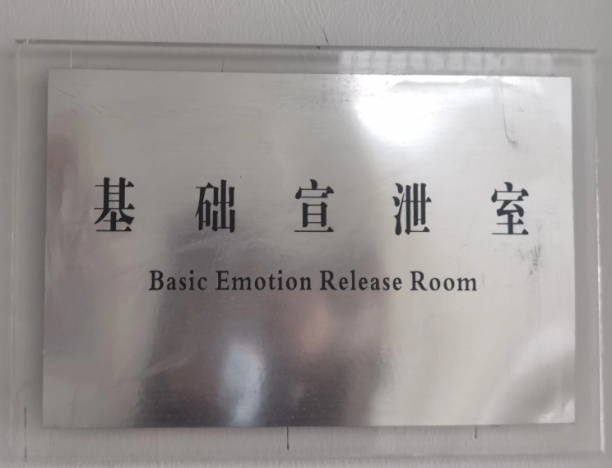 基础宣泄室
Basic Emotion Release Room